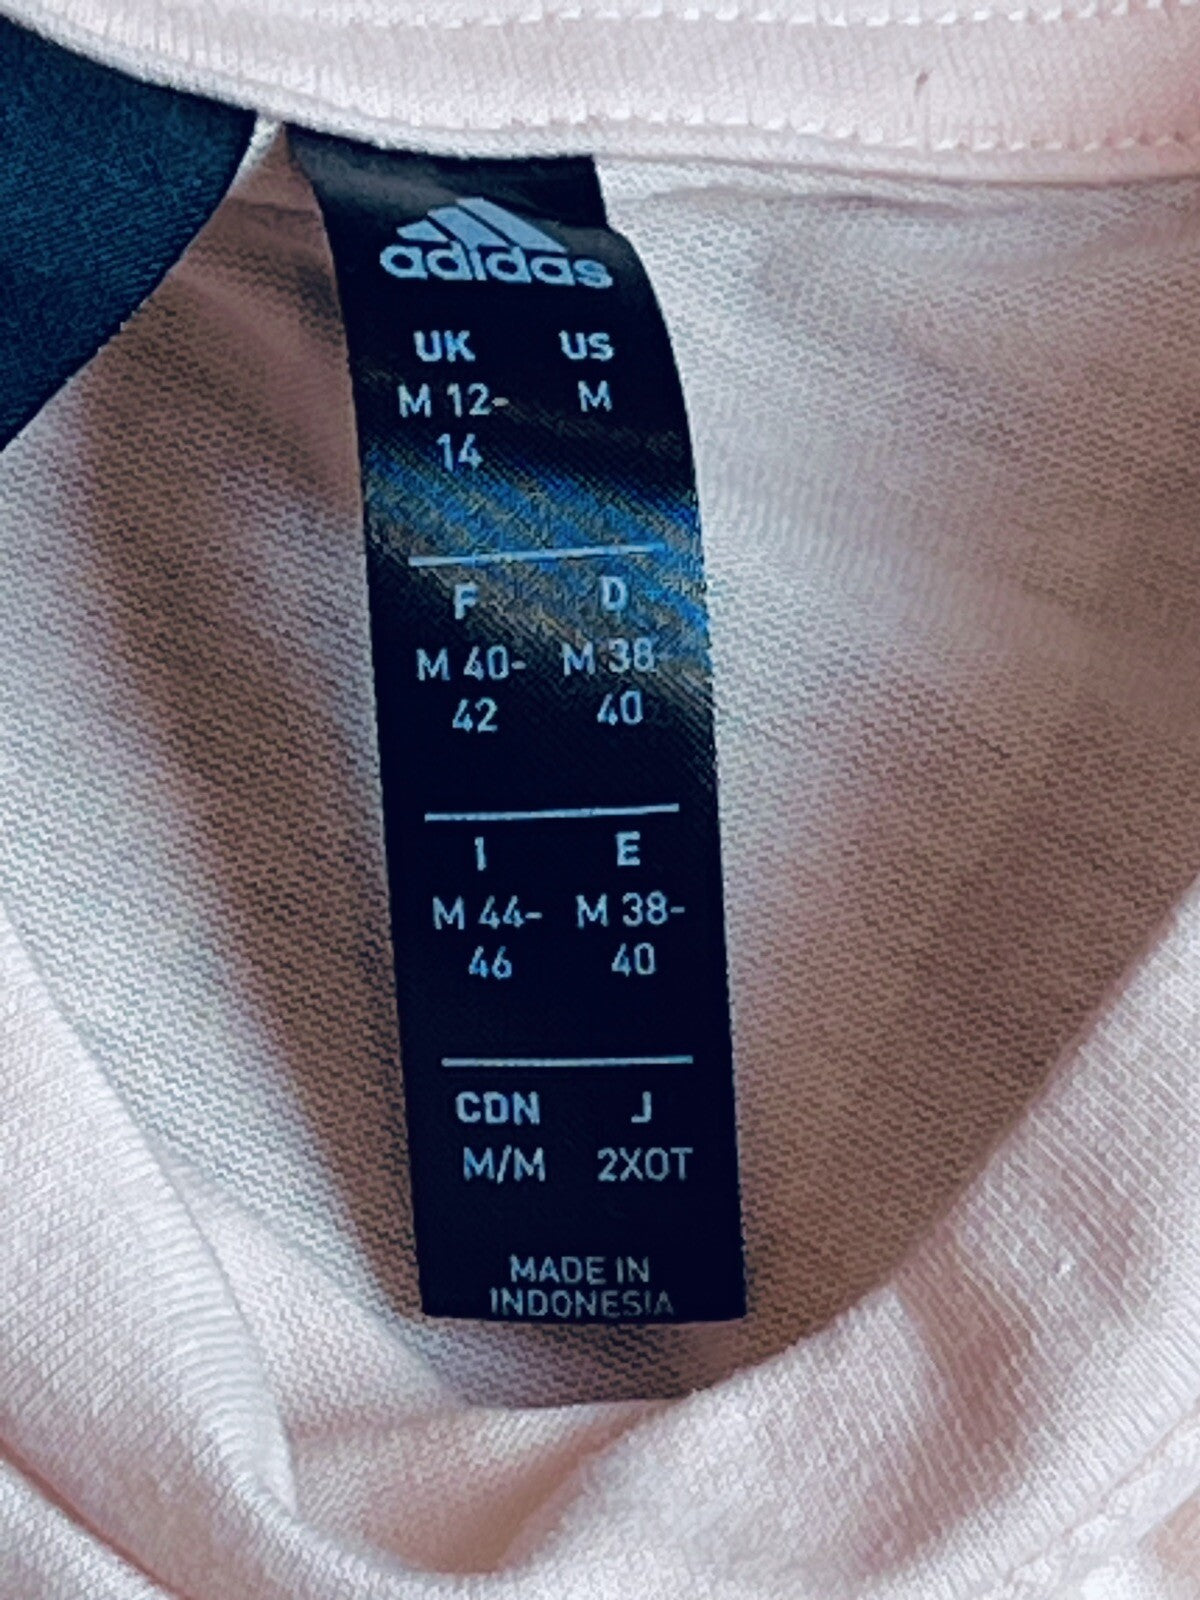 adidas
UK US
M 12- M
14
F D
M 40- M 38-
42 40
I E
M 44- M 38-
46 40
CDN J
M/M 2XOT
MADE IN
INDONESIA